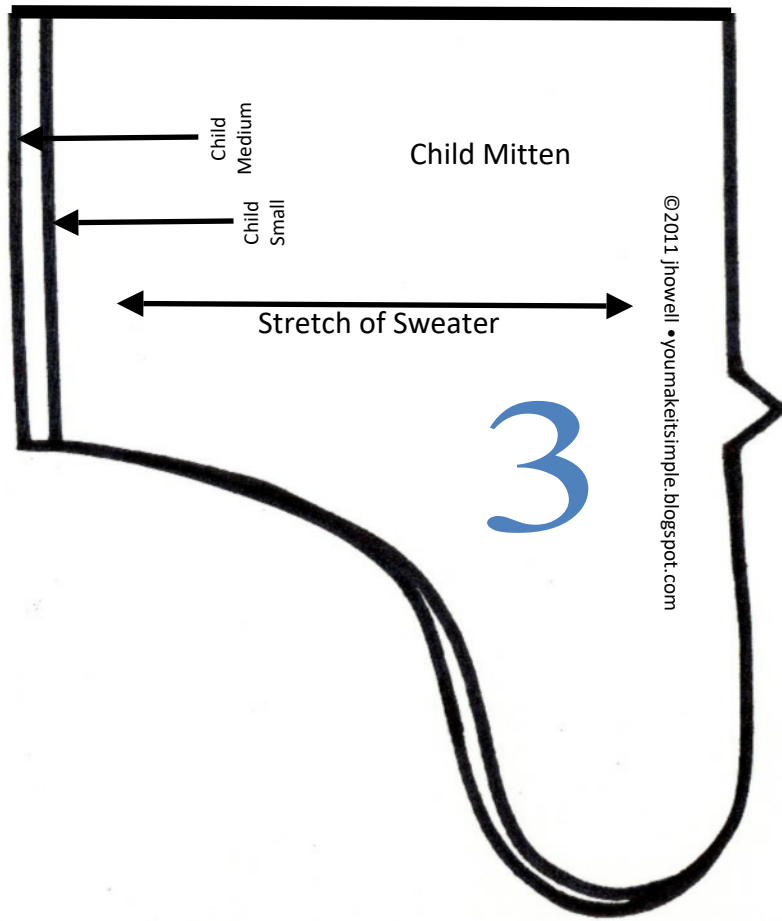 Child
Medium
Child Mitten
Child
Small
Stretch of Sweater
3
©2011 jhowell •youmakeitsimple.blogspot.com